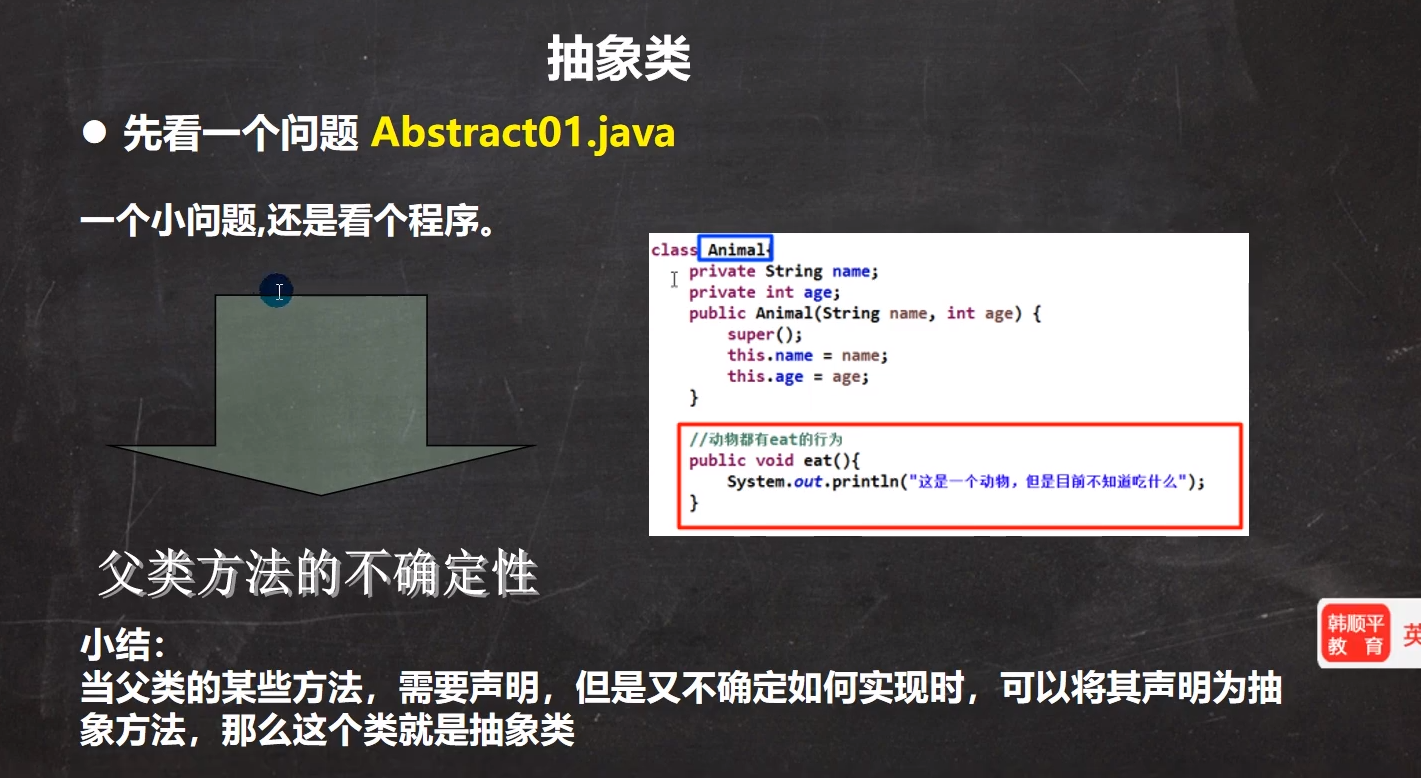 抽象类
● 先看一个问题 Abstract01.java
一个小问题,还是看个程序。
class Animal{
private String name;
private int age;
public Animal(String name, int age) {
super();
this.name = name;
this.age = age;
}
//动物都有eat的行为
public void eat(){
System.out.println("这是一个动物，但是目前不知道吃什么");
}
父类方法的不确定性
小结：
当父类的某些方法，需要声明，但是又不确定如何实现时，可以将其声明为抽
象方法，那么这个类就是抽象类
韩顺平
教 育
英